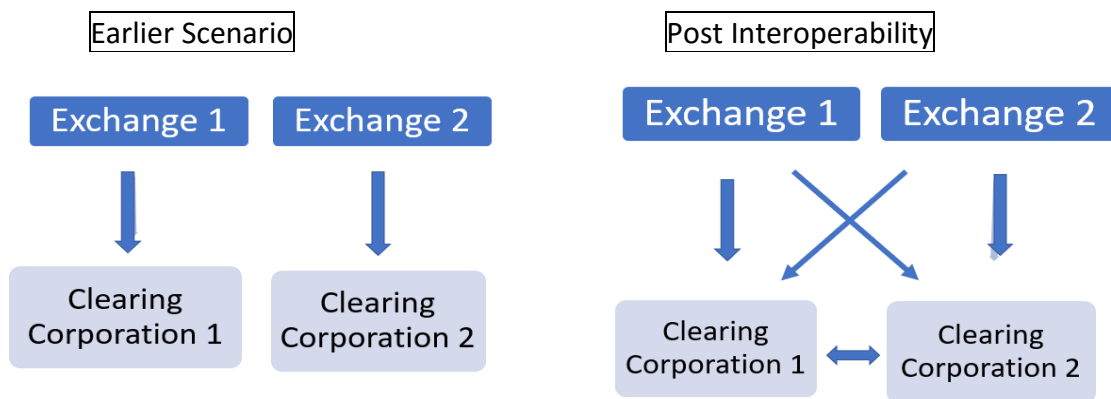 Earlier Scenario
Post Interoperability
Exchange 1
Exchange 2
Exchange 1
Exchange 2
Clearing
Corporation 1
Clearing
Corporation 2
Clearing
Corporation 1
Clearing
Corporation 2